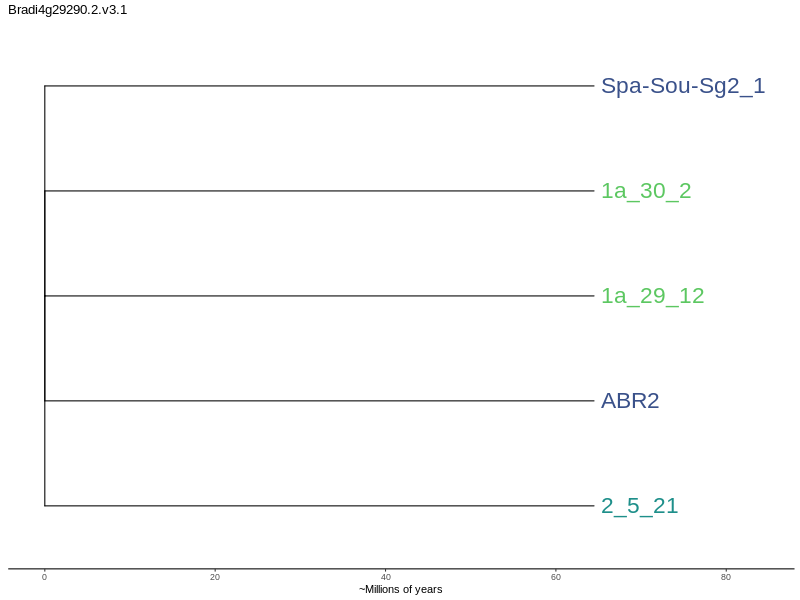 Bradi4g29290.2.v3.1
Spa-Sou-Sg2_1
1a_30_2
1a_29_12
ABR2
2_5_21
0 20 40 60 80
~Millions of years